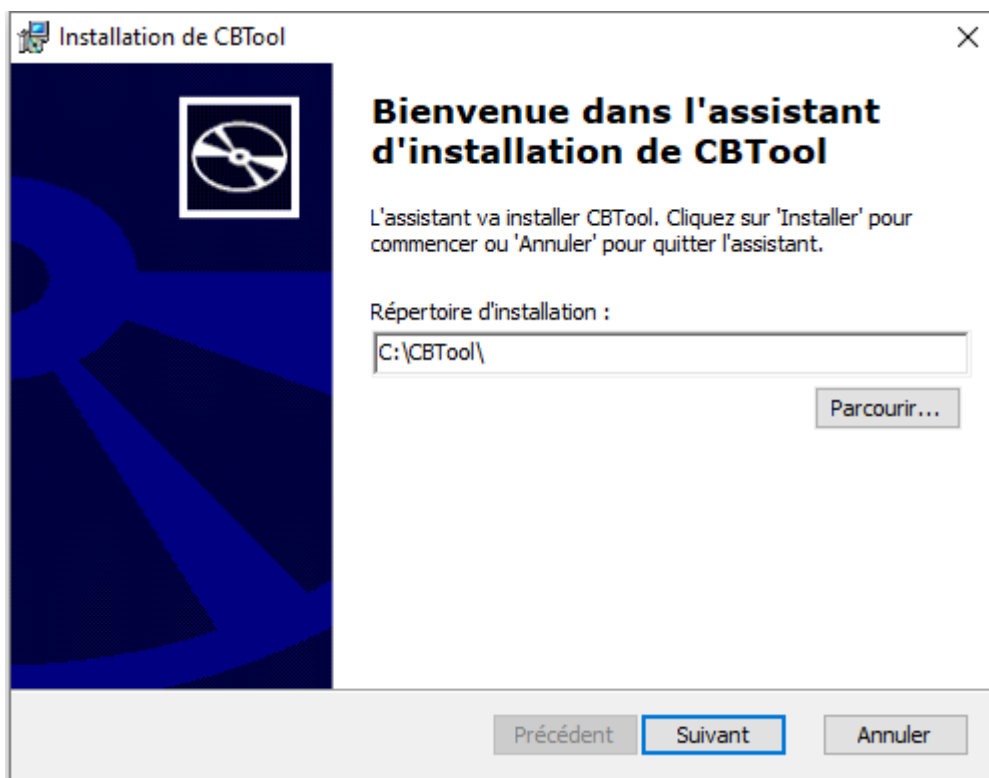 Installation de CBTool
Bienvenue dans l'assistant
d'installation de CBTool
L'assistant va installer CBTool. Cliquez sur 'Installer' pour
commencer ou 'Annuler' pour quitter l'assistant.
Répertoire d'installation :
C:\CBTool\
Parcourir...
Précédent
Suivant
Annuler